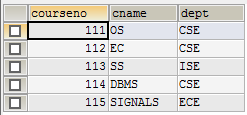 courseno cname dept
111 OS CSE
112 EC CSE
113 SS ISE
114 DBMS CSE
115 SIGNALS ECE